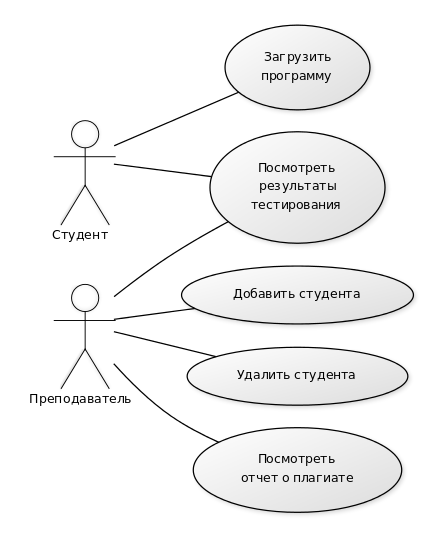 Загрузить
программу
Посмотреть
результаты
тестирования
Студент
Добавить студента
Удалить студента
Преподаватель
Посмотреть
отчет о плагиате